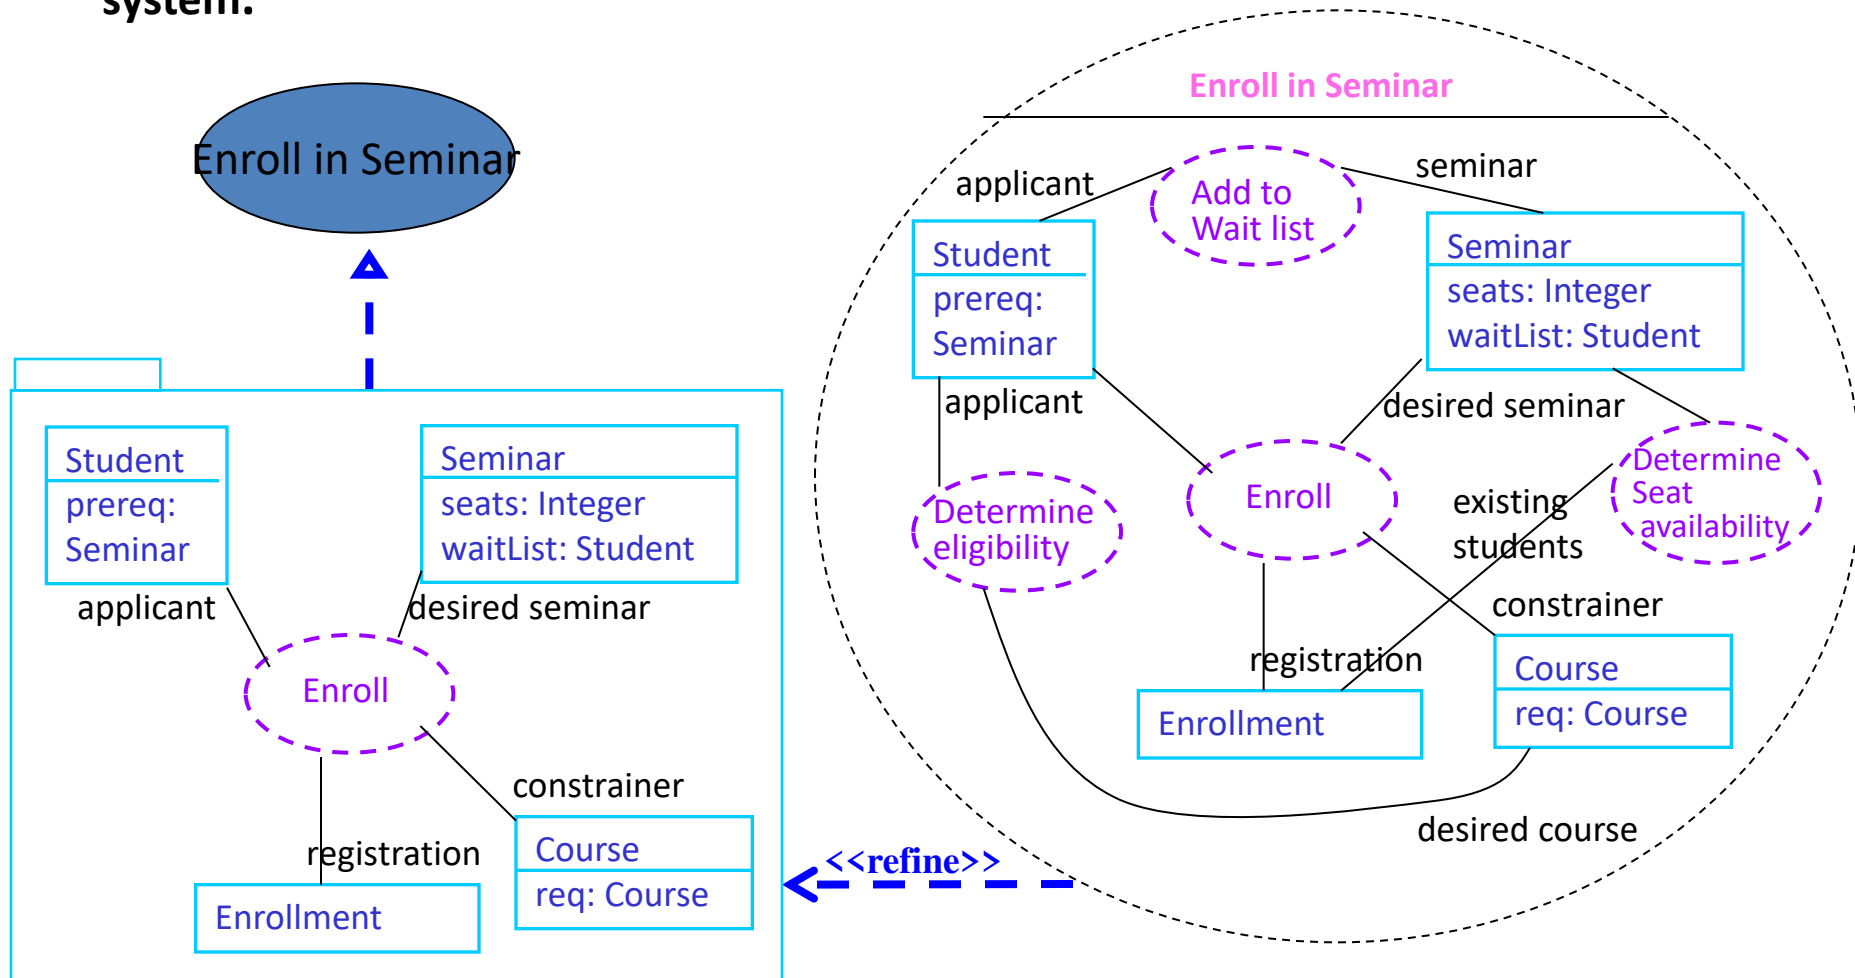 system.
Enroll in Seminar
Student
prereq:
Seminar
Seminar
seats: Integer
waitList: Student
applicant
desired seminar
Enroll
constrainer
registration
Course
req: Course
Enrollment
<<refine>>
Enroll in Seminar
applicant
seminar
Add to
Wait list
Student
prereq:
Seminar
Seminar
seats: Integer
waitList: Student
applicant
desired seminar
Determine
eligibility
Enroll
existing
students
Determine
Seat
availability
constrainer
registration
Course
req: Course
Enrollment
desired course